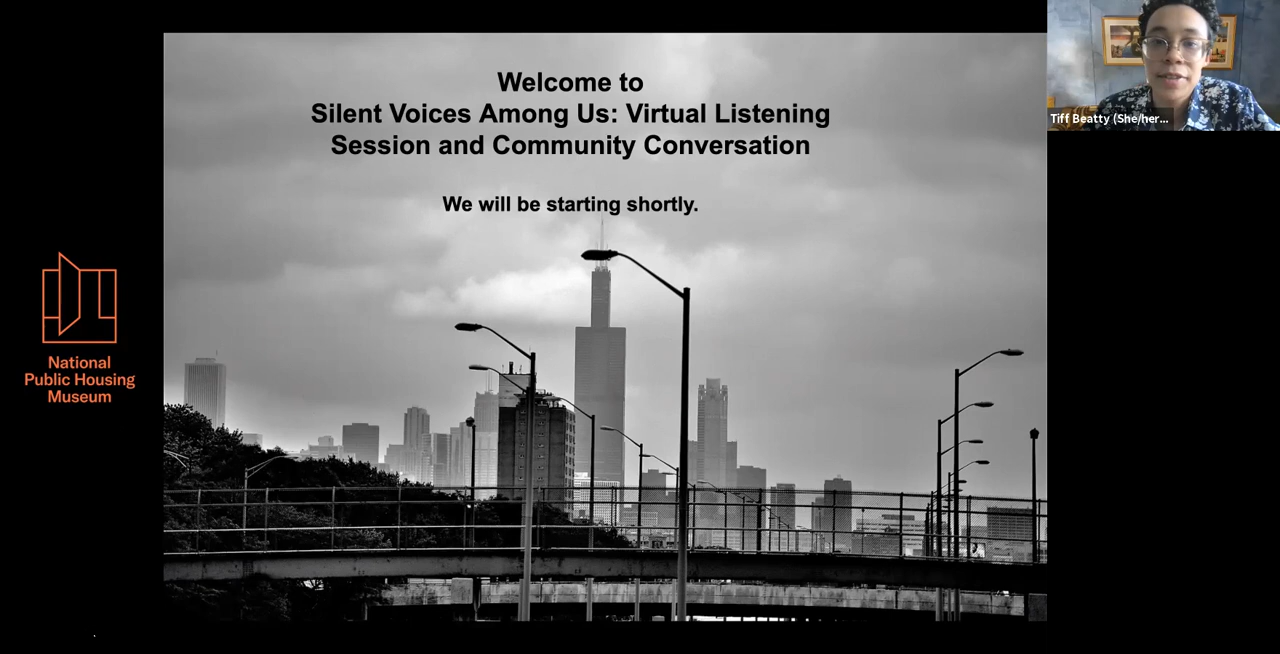 Welcome to
Silent Voices Among Us: Virtual Listening
Session and Community Conversation
We will be starting shortly.
National
Public Housing
Museum
Tiff Beatty (She/her...